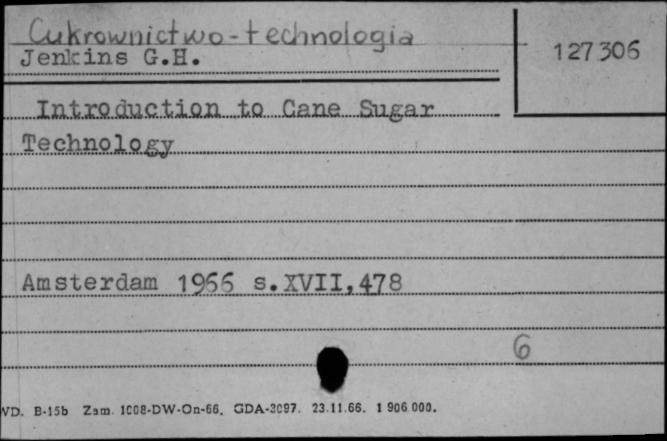 Cukrownictwo-technologia
Jenkins G.H.
127306
Introduction to Cane Sugar
Technology
Amsterdam 1966 s.XVII,478
6
WD. B-15b Zam. 1008-DW-On-66. GDA-3097. 23.11.66. 1 906 000.